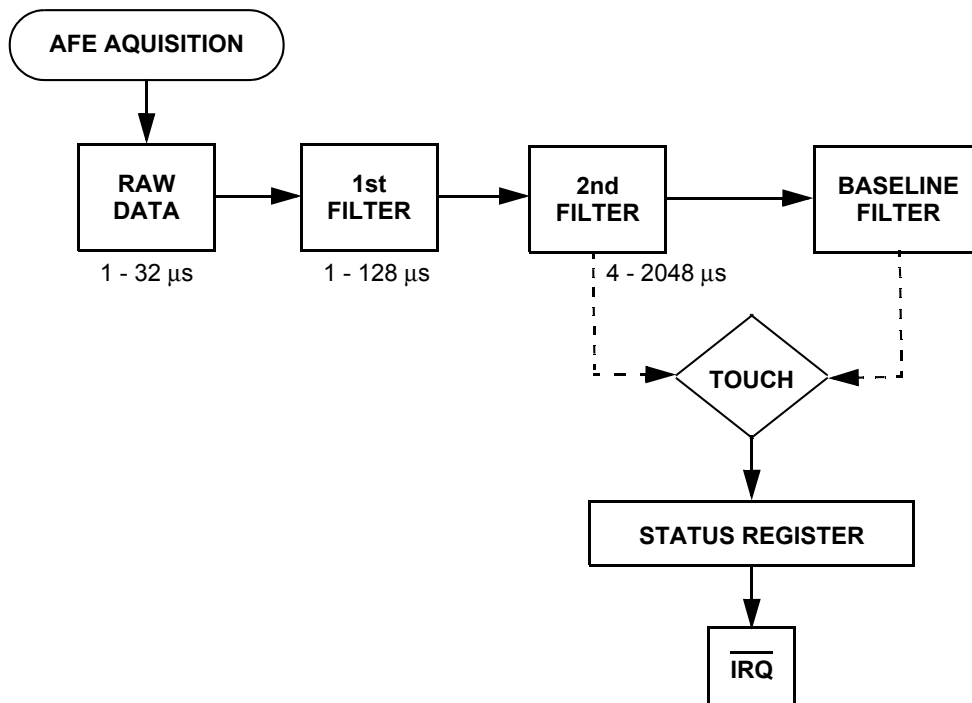 AFE AQUISITION
RAW
DATA
1st
FILTER
2nd
FILTER
BASELINE
FILTER
1 - 32 μs
1 - 128 μs
4 - 2048 μs
TOUCH
STATUS REGISTER
IRQ